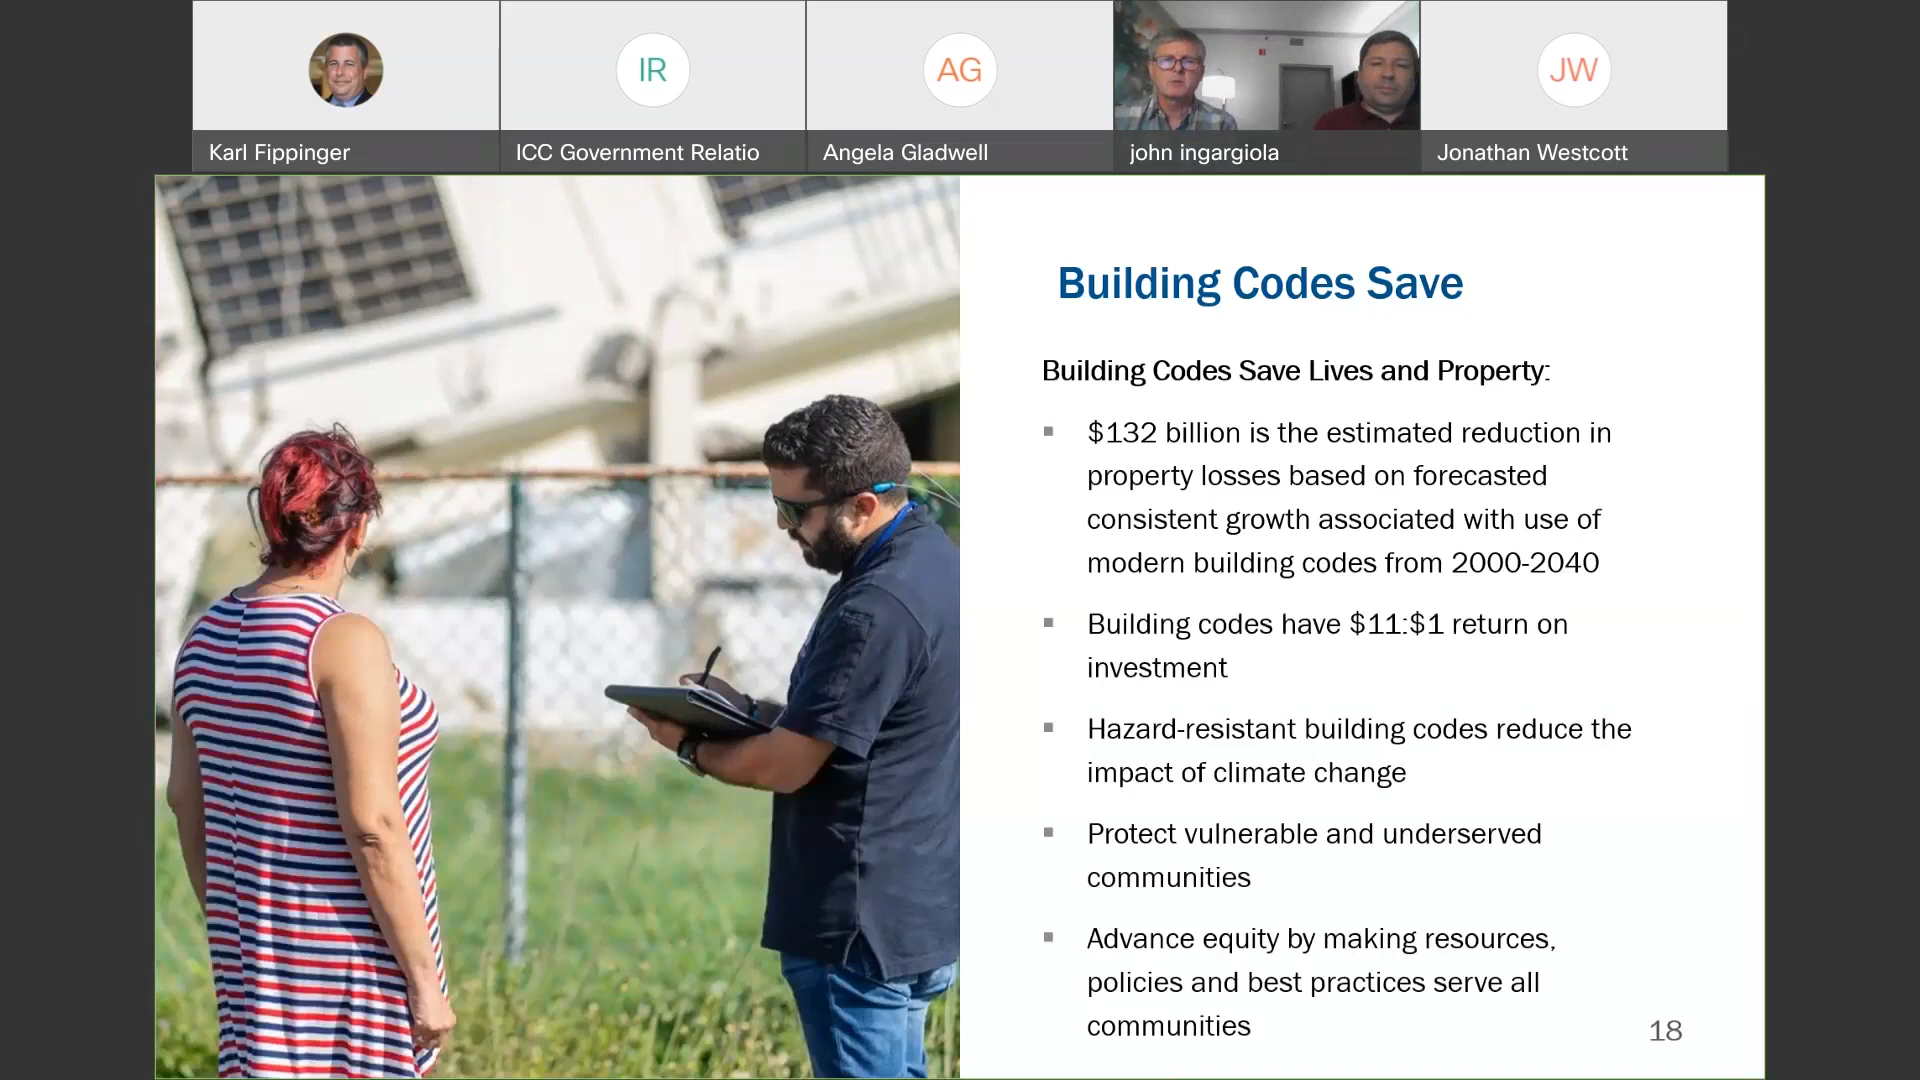 IR
AG
JW
Karl Fippinger
ICC Government Relatio
Angela Gladwell
john ingargiola
Jonathan Westcott
Building Codes Save
Building Codes Save Lives and Property:
$132 billion is the estimated reduction in
property losses based on forecasted
consistent growth associated with use of
modern building codes from 2000-2040
Building codes have $11:$1 return on
investment
Hazard-resistant building codes reduce the
impact of climate change
Protect vulnerable and underserved
communities
Advance equity by making resources,
policies and best practices serve all
communities
18